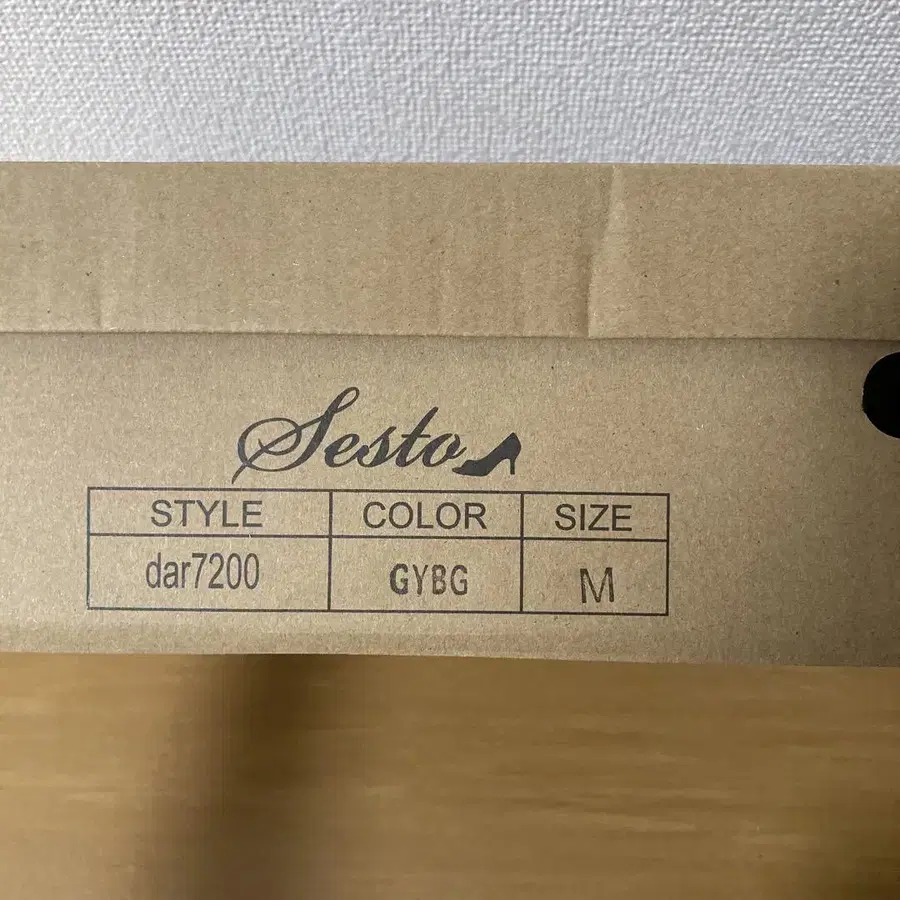 Sesto
STYLE COLOR SIZE
dar7200 GYBG M